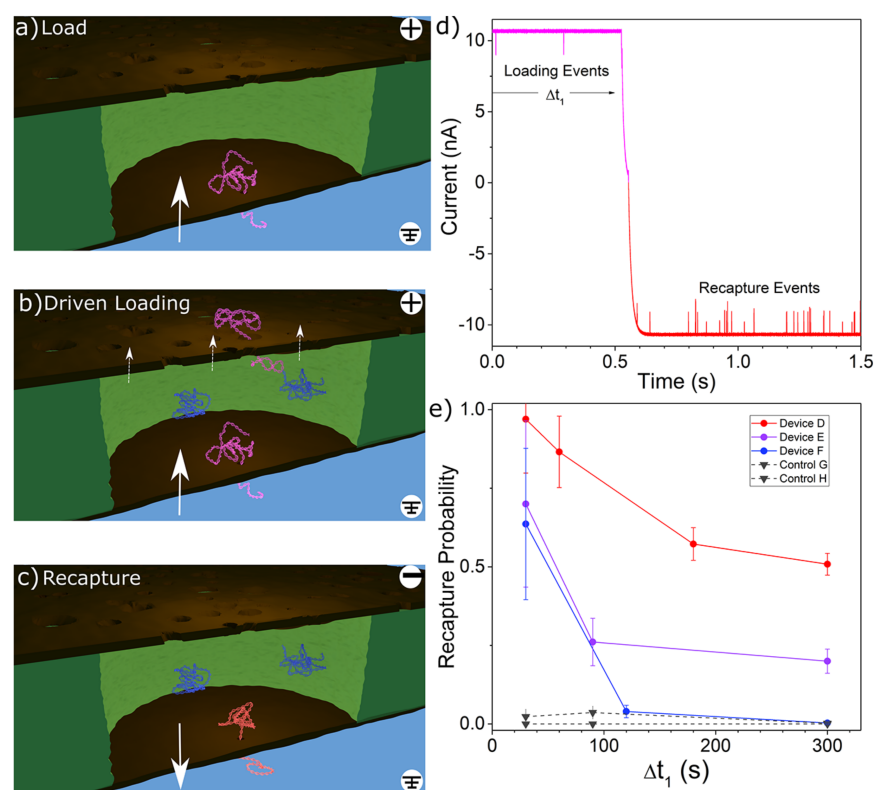 a) Load
+
b) Driven Loading
+
c) Recapture
−
d)
10
5
0
-5
-10
Current (nA)
Loading Events
Δt₁
Recapture Events
0.0
0.5
1.0
1.5
Time (s)
e)
1.0
0.5
0.0
Recapture Probability
Device D
Device E
Device F
Control G
Control H
0
100
200
300
Δt₁ (s)